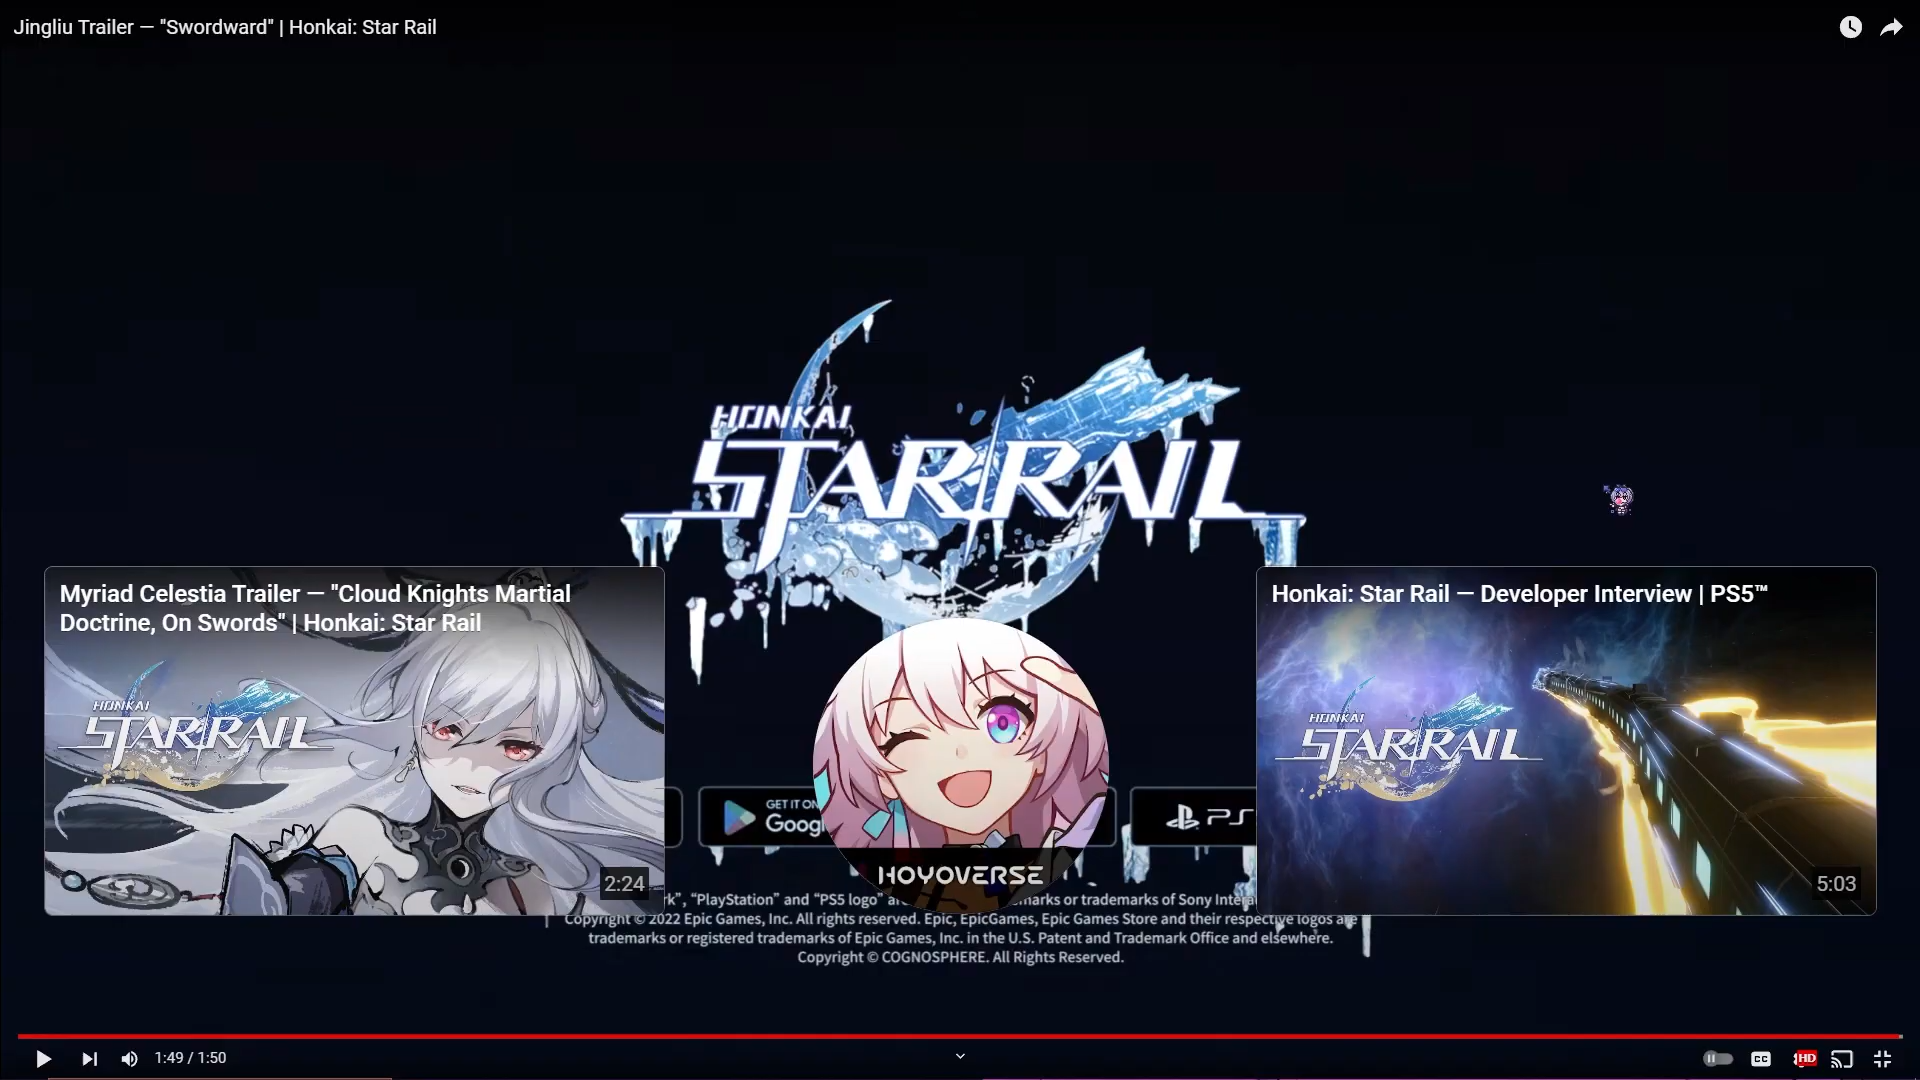 Jingliu Trailer — "Swordward" | Honkai: Star Rail
HONKAI
STAR RAIL
Myriad Celestia Trailer — "Cloud Knights Martial
Doctrine, On Swords" | Honkai: Star Rail
HONKAI
STAR RAIL
2:24
Honkai: Star Rail — Developer Interview | PS5™
HONKAI
STAR RAIL
5:03
GET IT ON
Goog
PS
HOYOVERSE
“PlayStation” and “PS5 logo”
marks or trademarks of Sony
Copyright © 2022 Epic Games, Inc. All rights reserved. Epic, EpicGames, Epic Games Store and their respective logos are
trademarks or registered trademarks of Epic Games, Inc. in the U.S. Patent and Trademark Office and elsewhere.
Copyright © COGNOSPHERE. All Rights Reserved.
1:49 / 1:50
CC
HD